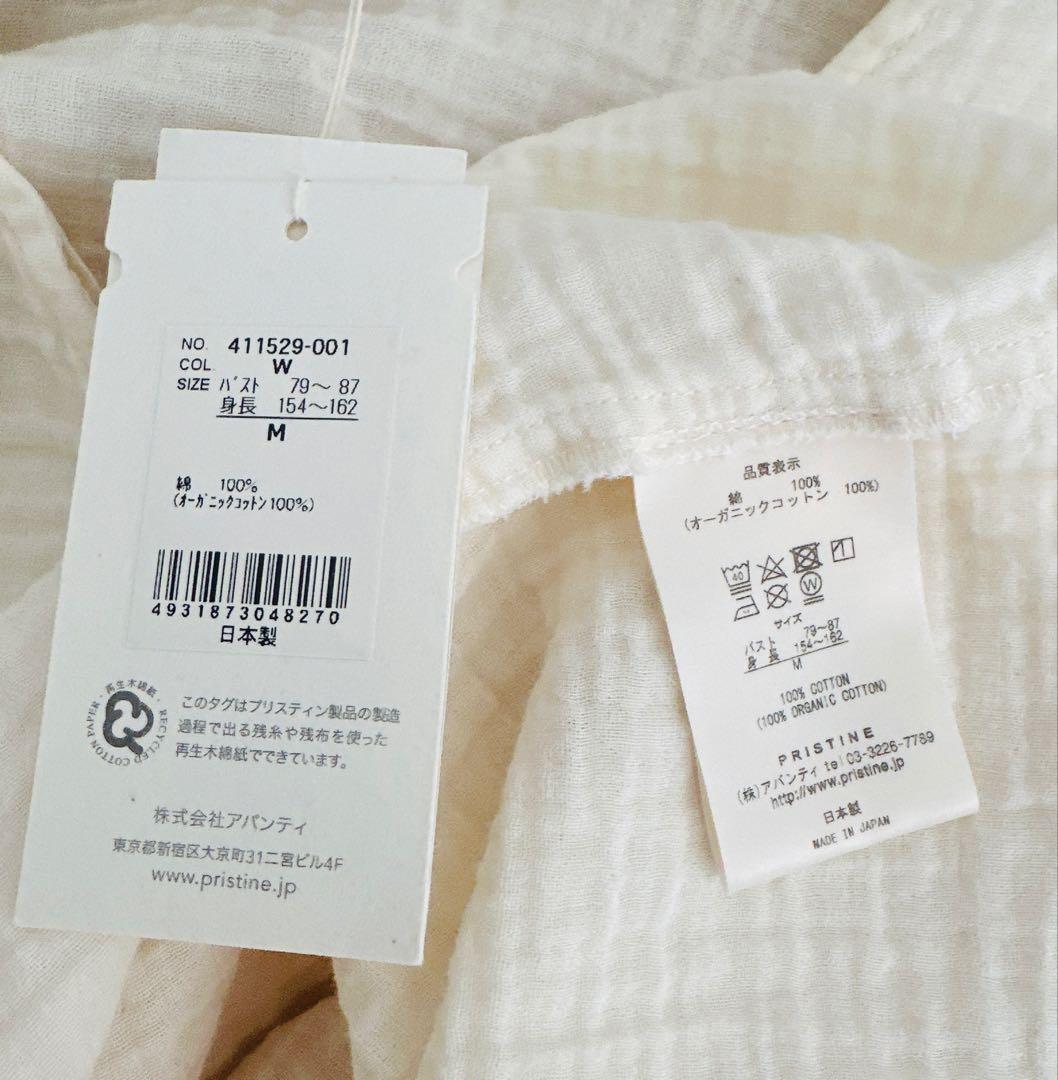 NO. 411529-001
COL. W
SIZE バスト 79～87
身長 154～162
M
綿 100%
(オーガニックコットン100%)
4931873048270
日本製
再生木綿紙・RECYCLED COTTON PAPER・
このタグはプリスティン製品の製造
過程で出る残糸や残布を使った
再生木綿紙でできています。
株式会社アバンティ
東京都新宿区大京町31二宮ビル4F
www.pristine.jp
品質表示
綿 100%
(オーガニックコットン 100%)
40
W
サイズ
バスト 79～87
身長 154～162
M
100% COTTON
(100% ORGANIC COTTON)
PRISTINE
(株)アバンティ tel 03-3226-7789
http://www.pristine.jp
日本製
MADE IN JAPAN